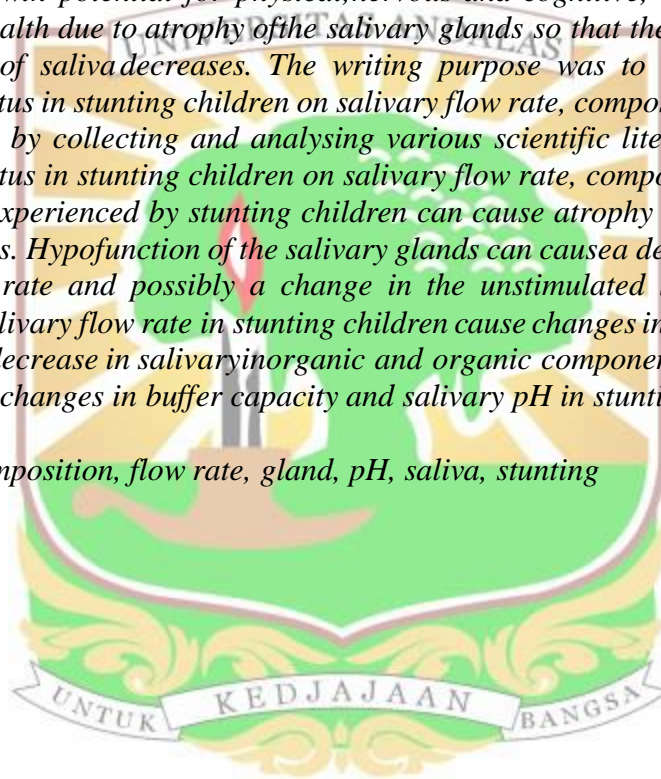 potential for physical,nervous and cognitive,
alth due to atrophy ofthe salivary glands so that the
UNIVERSITAS ANDALAS
of salivadecreases. The writing purpose was to
tus in stunting children on salivary flow rate, compo
by collecting and analysing various scientific lite
tus in stunting children on salivary flow rate, compo
experienced by stunting children can cause atrophy
s. Hypofunction of the salivary glands can causea de
rate and possibly a change in the unstimulated
livary flow rate in stunting children cause changes in
decrease in salivaryinorganic and organic componen
changes in buffer capacity and salivary pH in stunti
mposition, flow rate, gland, pH, saliva, stunting
UNTUK KEDJAJAAN BANGSA